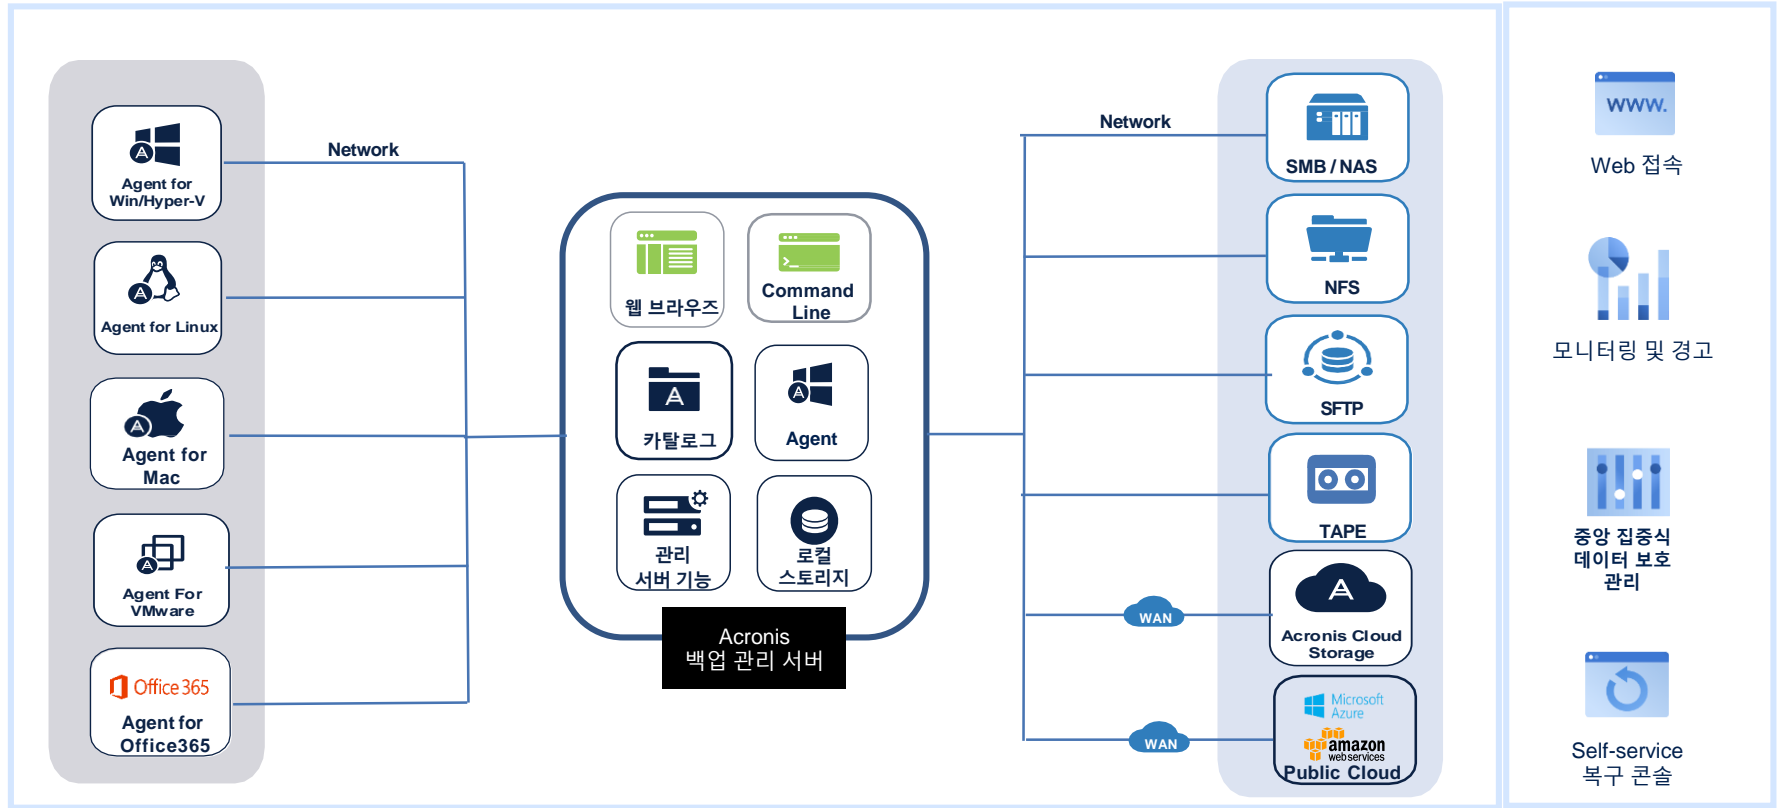 Agent for
Win/Hyper-V
Agent for Linux
Agent for
Mac
Agent For
VMware
Office 365
Agent for
Office365
Network
웹 브라우즈
Command
Line
카탈로그
Agent
관리
서버 기능
로컬
스토리지
Acronis
백업 관리 서버
Network
WAN
WAN
SMB / NAS
NFS
SFTP
TAPE
Acronis Cloud
Storage
Microsoft
Azure
amazon
webservices
Public Cloud
www.
Web 접속
모니터링 및 경고
중앙 집중식
데이터 보호
관리
Self-service
복구 콘솔